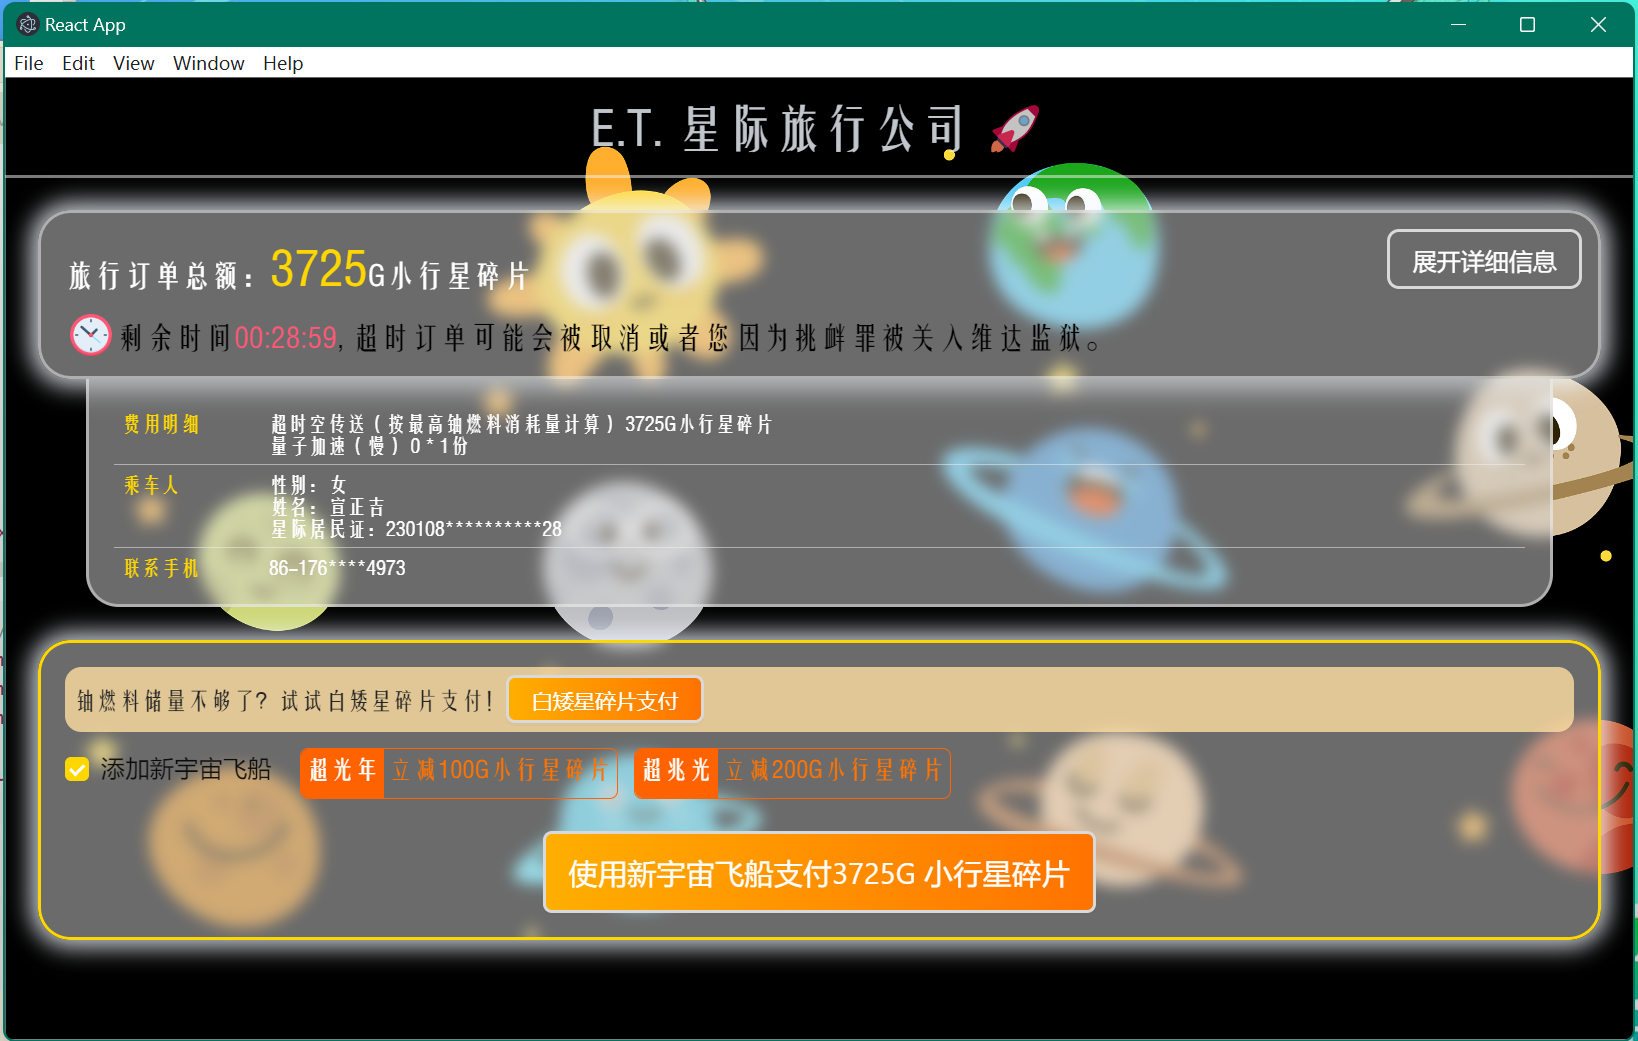 React App
File Edit View Window Help
E.T. 星际旅行公司
旅行订单总额：3725G小行星碎片
展开详细信息
剩余时间00:28:59, 超时订单可能会被取消或者您因为挑衅罪被关入维达监狱。
费用明细 超时空传送（按最高铀燃料消耗量计算）3725G小行星碎片
量子加速（慢）0 * 1份
乘车人 性别：女
姓名：宣正吉
星际居民证：230108**********28
联系手机 86-176****4973
铀燃料储量不够了？试试白矮星碎片支付！ 白矮星碎片支付
添加新宇宙飞船 超光年 立减100G小行星碎片 超兆光 立减200G小行星碎片
使用新宇宙飞船支付3725G 小行星碎片